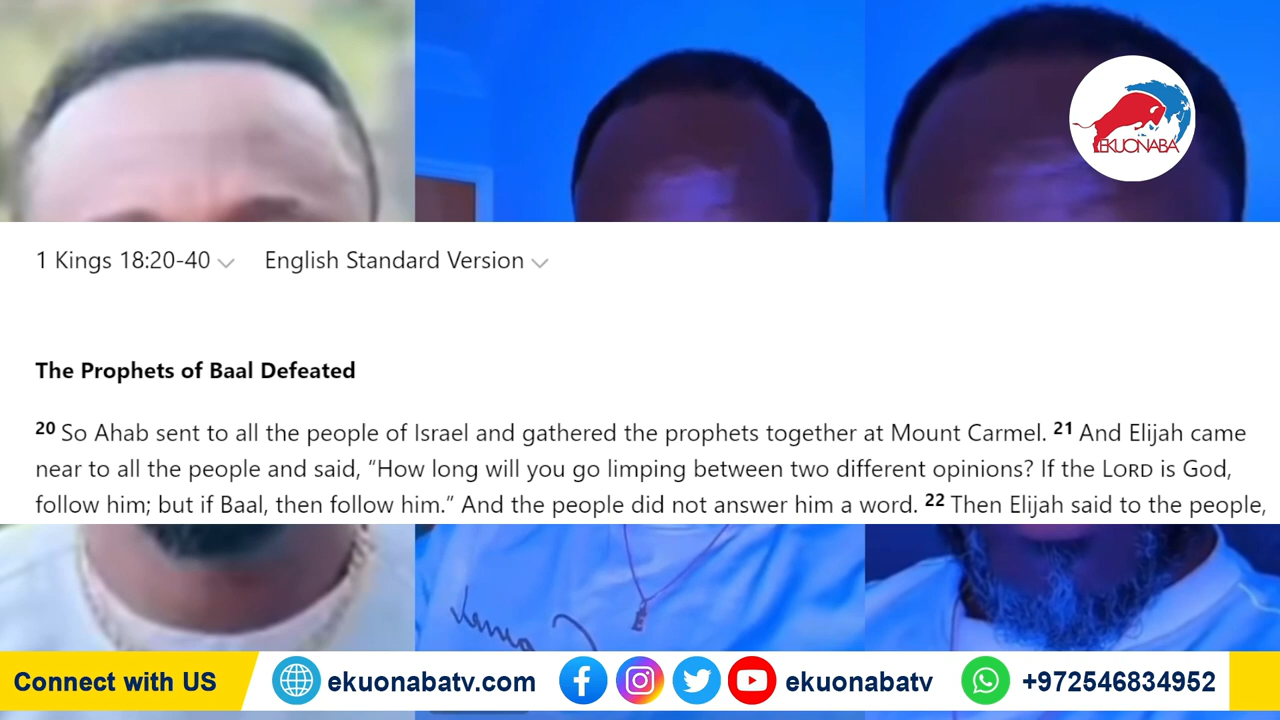 EKUONABA
1 Kings 18:20-40 English Standard Version
The Prophets of Baal Defeated
20 So Ahab sent to all the people of Israel and gathered the prophets together at Mount Carmel. 21 And Elijah came
near to all the people and said, “How long will you go limping between two different opinions? If the LORD is God,
follow him; but if Baal, then follow him.” And the people did not answer him a word. 22 Then Elijah said to the people,
Connect with US ekuonabatv.com ekuonabatv +972546834952